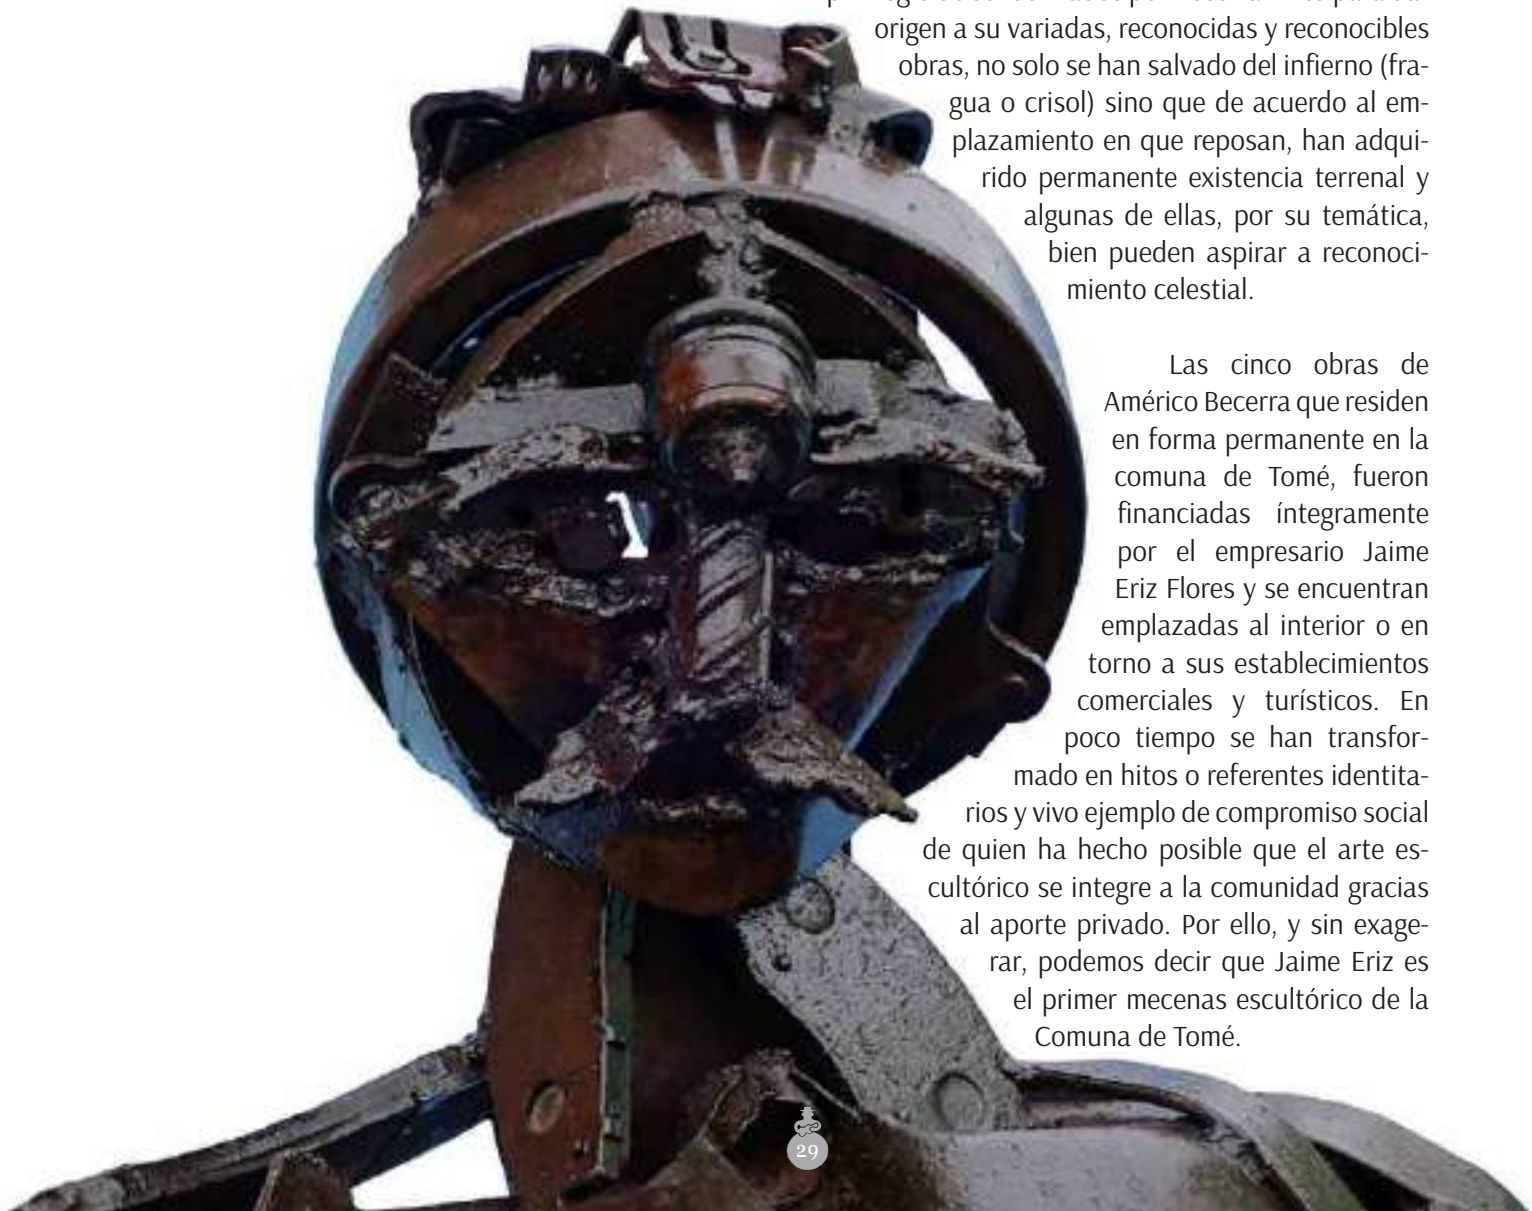 origen a su variadas, reconocidas y reconocibles
obras, no solo se han salvado del infierno (fra-
gua o crisol) sino que de acuerdo al em-
plazamiento en que reposan, han adqui-
rido permanente existencia terrenal y
algunas de ellas, por su temática,
bien pueden aspirar a reconoci-
miento celestial.
Las cinco obras de
Américo Becerra que residen
en forma permanente en la
comuna de Tomé, fueron
financiadas íntegramente
por el empresario Jaime
Eriz Flores y se encuentran
emplazadas al interior o en
torno a sus establecimientos
comerciales y turísticos. En
poco tiempo se han transfor-
mado en hitos o referentes identita-
rios y vivo ejemplo de compromiso social
de quien ha hecho posible que el arte es-
cultórico se integre a la comunidad gracias
al aporte privado. Por ello, y sin exage-
rar, podemos decir que Jaime Eriz es
el primer mecenas escultórico de la
Comuna de Tomé.
29